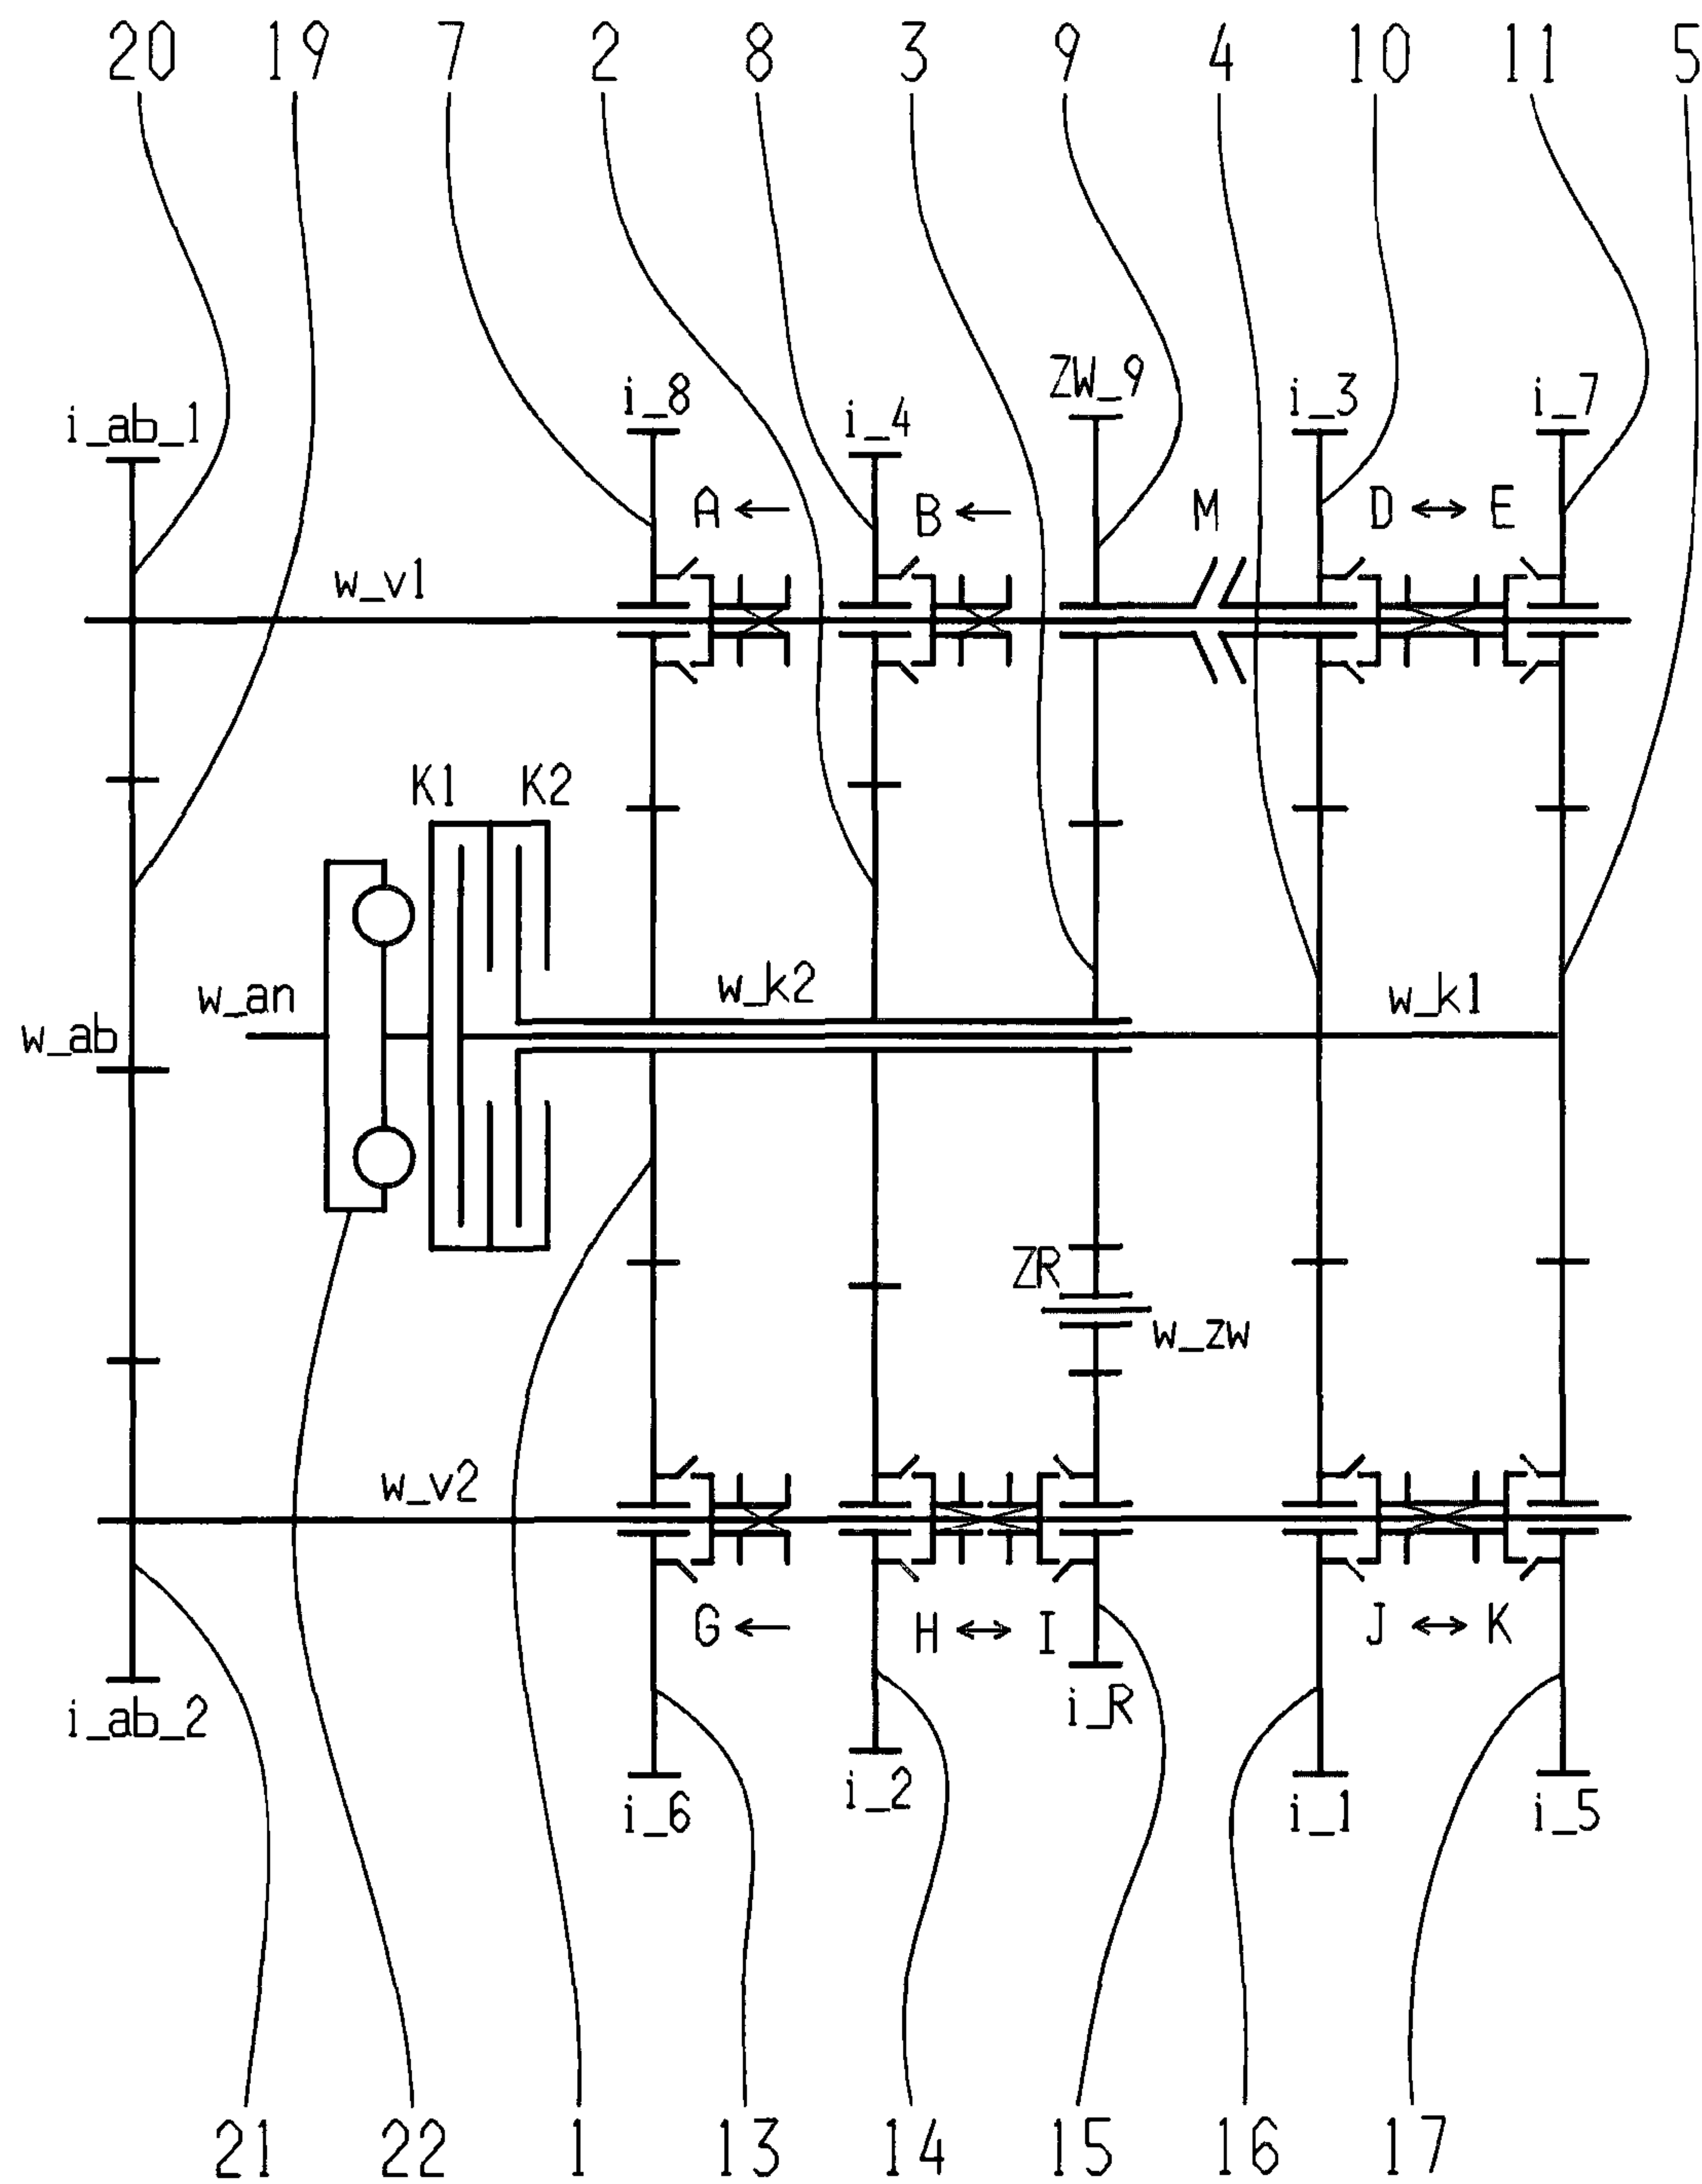 20 19 7 2 8 3 9 4 10 11 5
ZW_9
i_8 i_4 i_3 i_7
i_ab_1
A ← B ← M D ↔ E
w_v1
K1 K2
w_an w_k2 w_k1
w_ab
ZR
w_zw
w_v2
G ← H ↔ I J ↔ K
i_ab_2 i_R
i_6 i_2 i_1 i_5
21 22 1 13 14 15 16 17